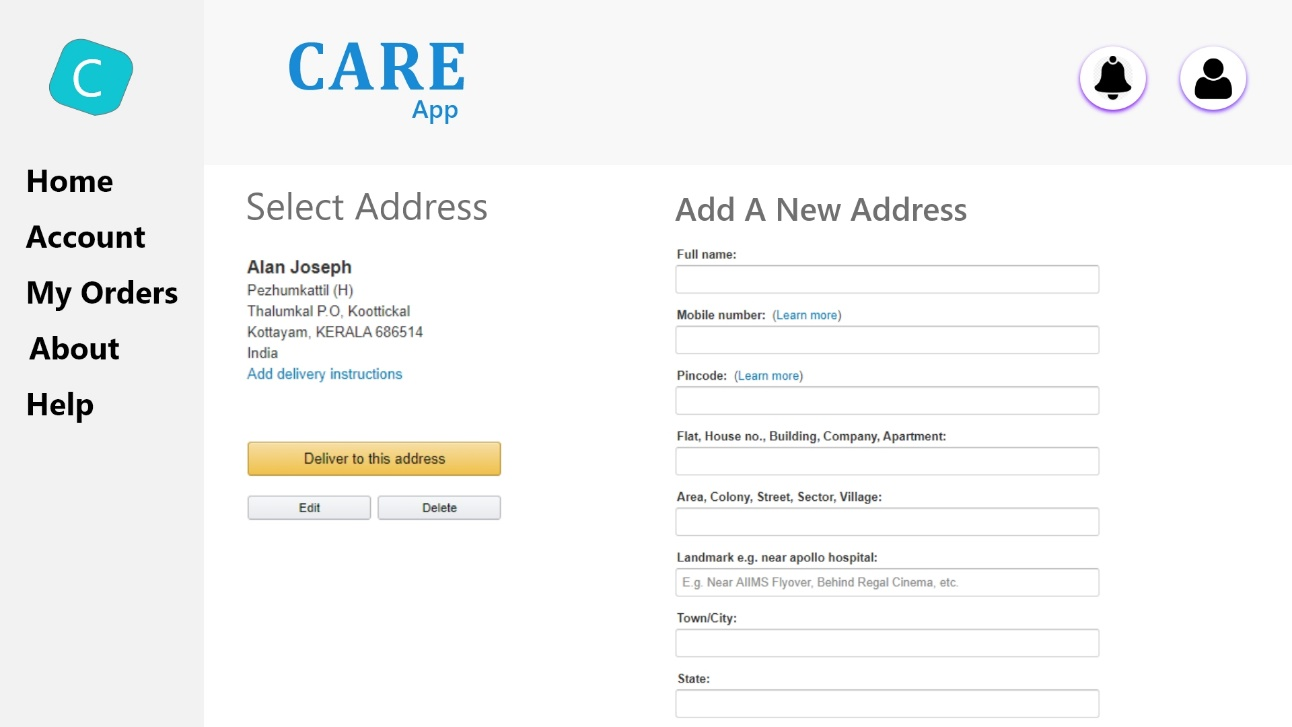 C
CARE
App
Home
Account
My Orders
About
Help
Select Address
Alan Joseph
Pezhumkattil (H)
Thalumkal P.O, Koottickal
Kottayam, KERALA 686514
India
Add delivery instructions
Deliver to this address
Edit
Delete
Add A New Address
Full name:
Mobile number: (Learn more)
Pincode: (Learn more)
Flat, House no., Building, Company, Apartment:
Area, Colony, Street, Sector, Village:
Landmark e.g. near apollo hospital:
E.g. Near AIIMS Flyover, Behind Regal Cinema, etc.
Town/City:
State: